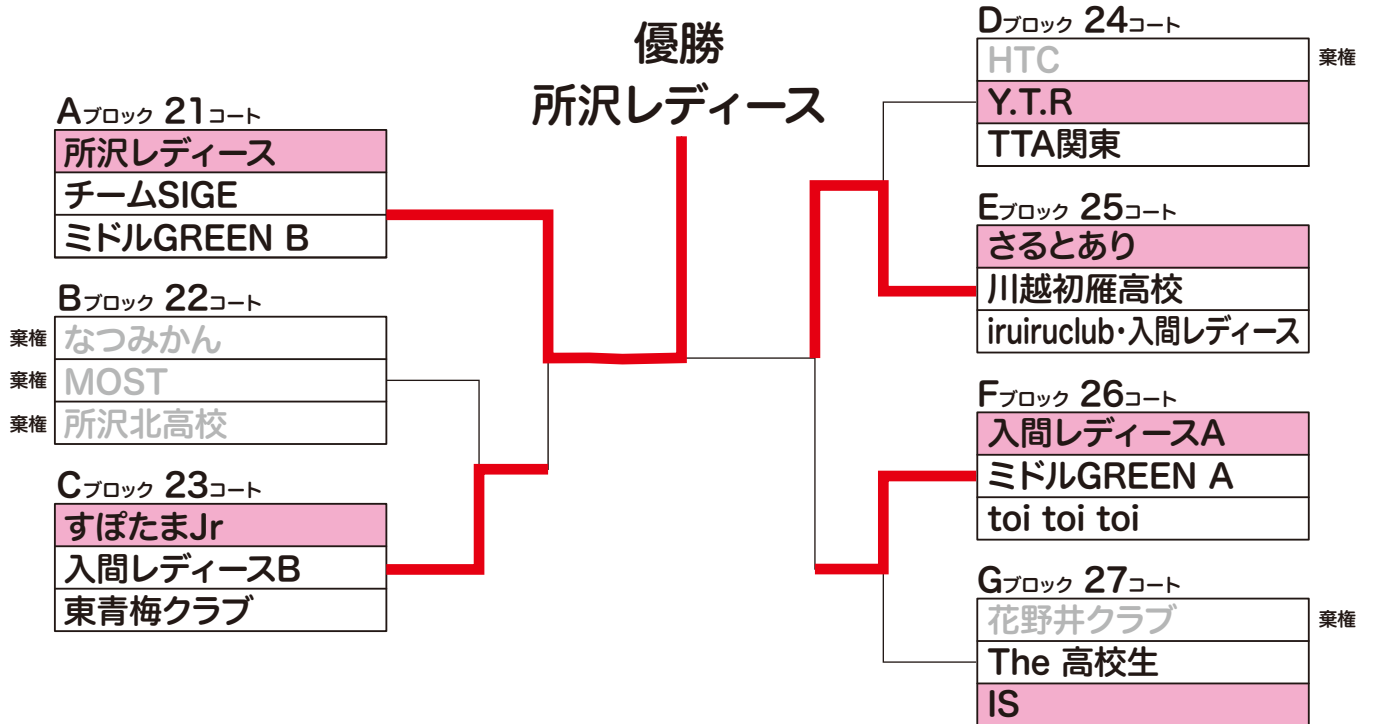 優勝
所沢レディース
Aブロック 21コート
所沢レディース
チームSIGE
ミドルGREEN B
Bブロック 22コート
棄権 なつみかん
棄権 MOST
棄権 所沢北高校
Cブロック 23コート
すぽたまJr
入間レディースB
東青梅クラブ
Dブロック 24コート
HTC 棄権
Y.T.R
TTA関東
Eブロック 25コート
さるとあり
川越初雁高校
iruiruclub・入間レディース
Fブロック 26コート
入間レディースA
ミドルGREEN A
toi toi toi
Gブロック 27コート
花野井クラブ 棄権
The 高校生
IS